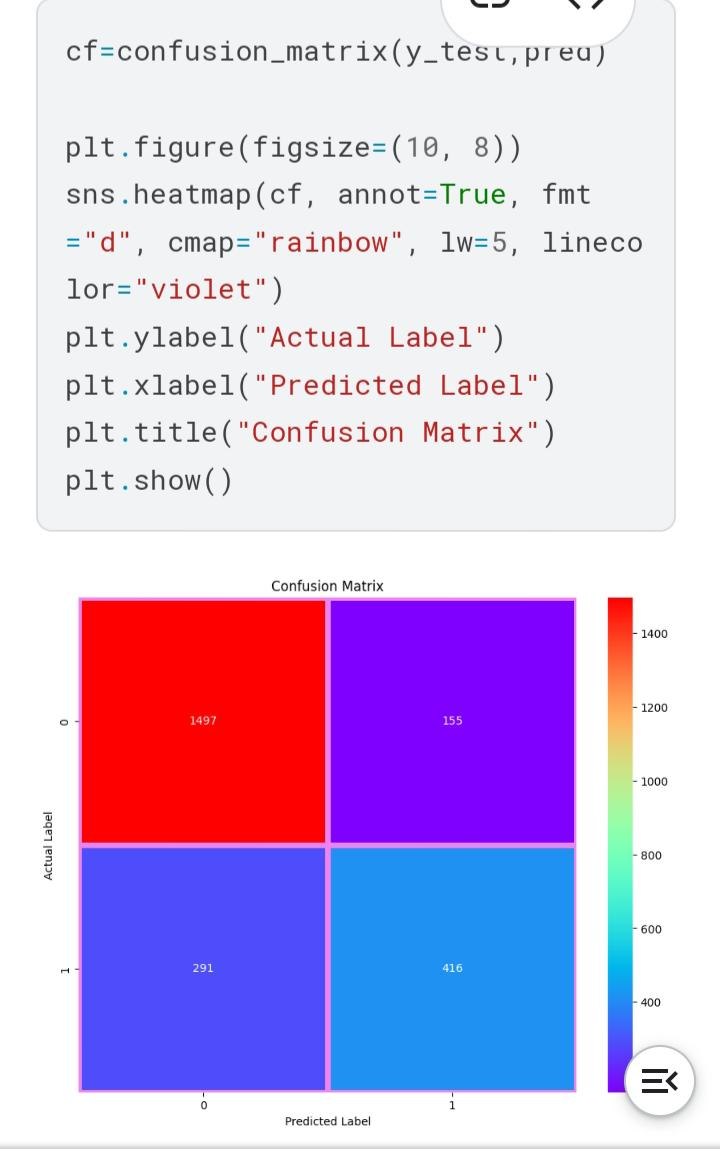 cf=confusion_matrix(y_test,pred)
plt.figure(figsize=(10, 8))
sns.heatmap(cf, annot=True, fmt
="d", cmap="rainbow", lw=5, lineco
lor="violet")
plt.ylabel("Actual Label")
plt.xlabel("Predicted Label")
plt.title("Confusion Matrix")
plt.show()
Confusion Matrix
1497
155
291
416
0
1
Actual Label
0
1
Predicted Label
1400
1200
1000
800
600
400